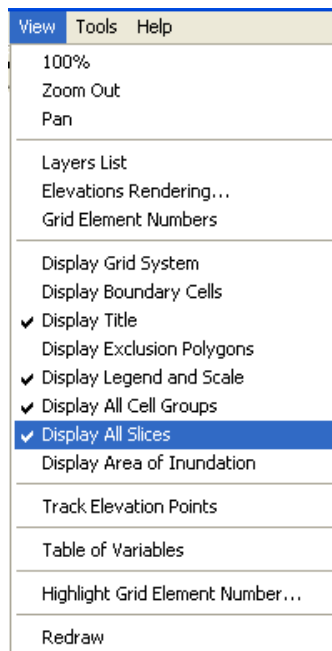 View Tools Help
100%
Zoom Out
Pan
Layers List
Elevations Rendering...
Grid Element Numbers
Display Grid System
Display Boundary Cells
Display Title
Display Exclusion Polygons
Display Legend and Scale
Display All Cell Groups
Display All Slices
Display Area of Inundation
Track Elevation Points
Table of Variables
Highlight Grid Element Number...
Redraw